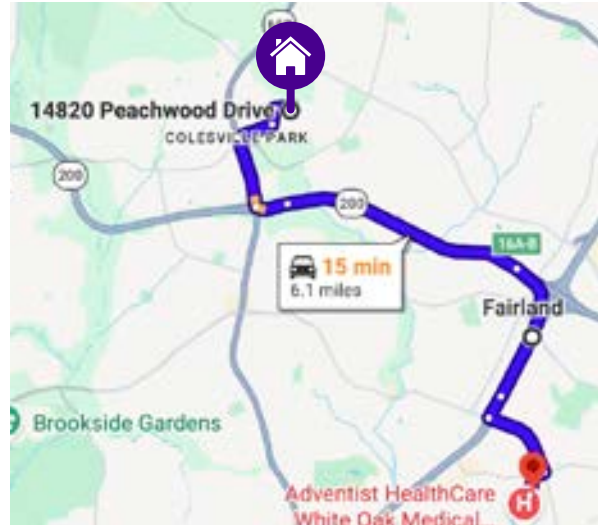 14820 Peachwood Drive
COLESVILLE PARK
200
200
16A-B
15 min
6.1 miles
Fairland
Brookside Gardens
Adventist HealthCare
H
White Oak Medical...